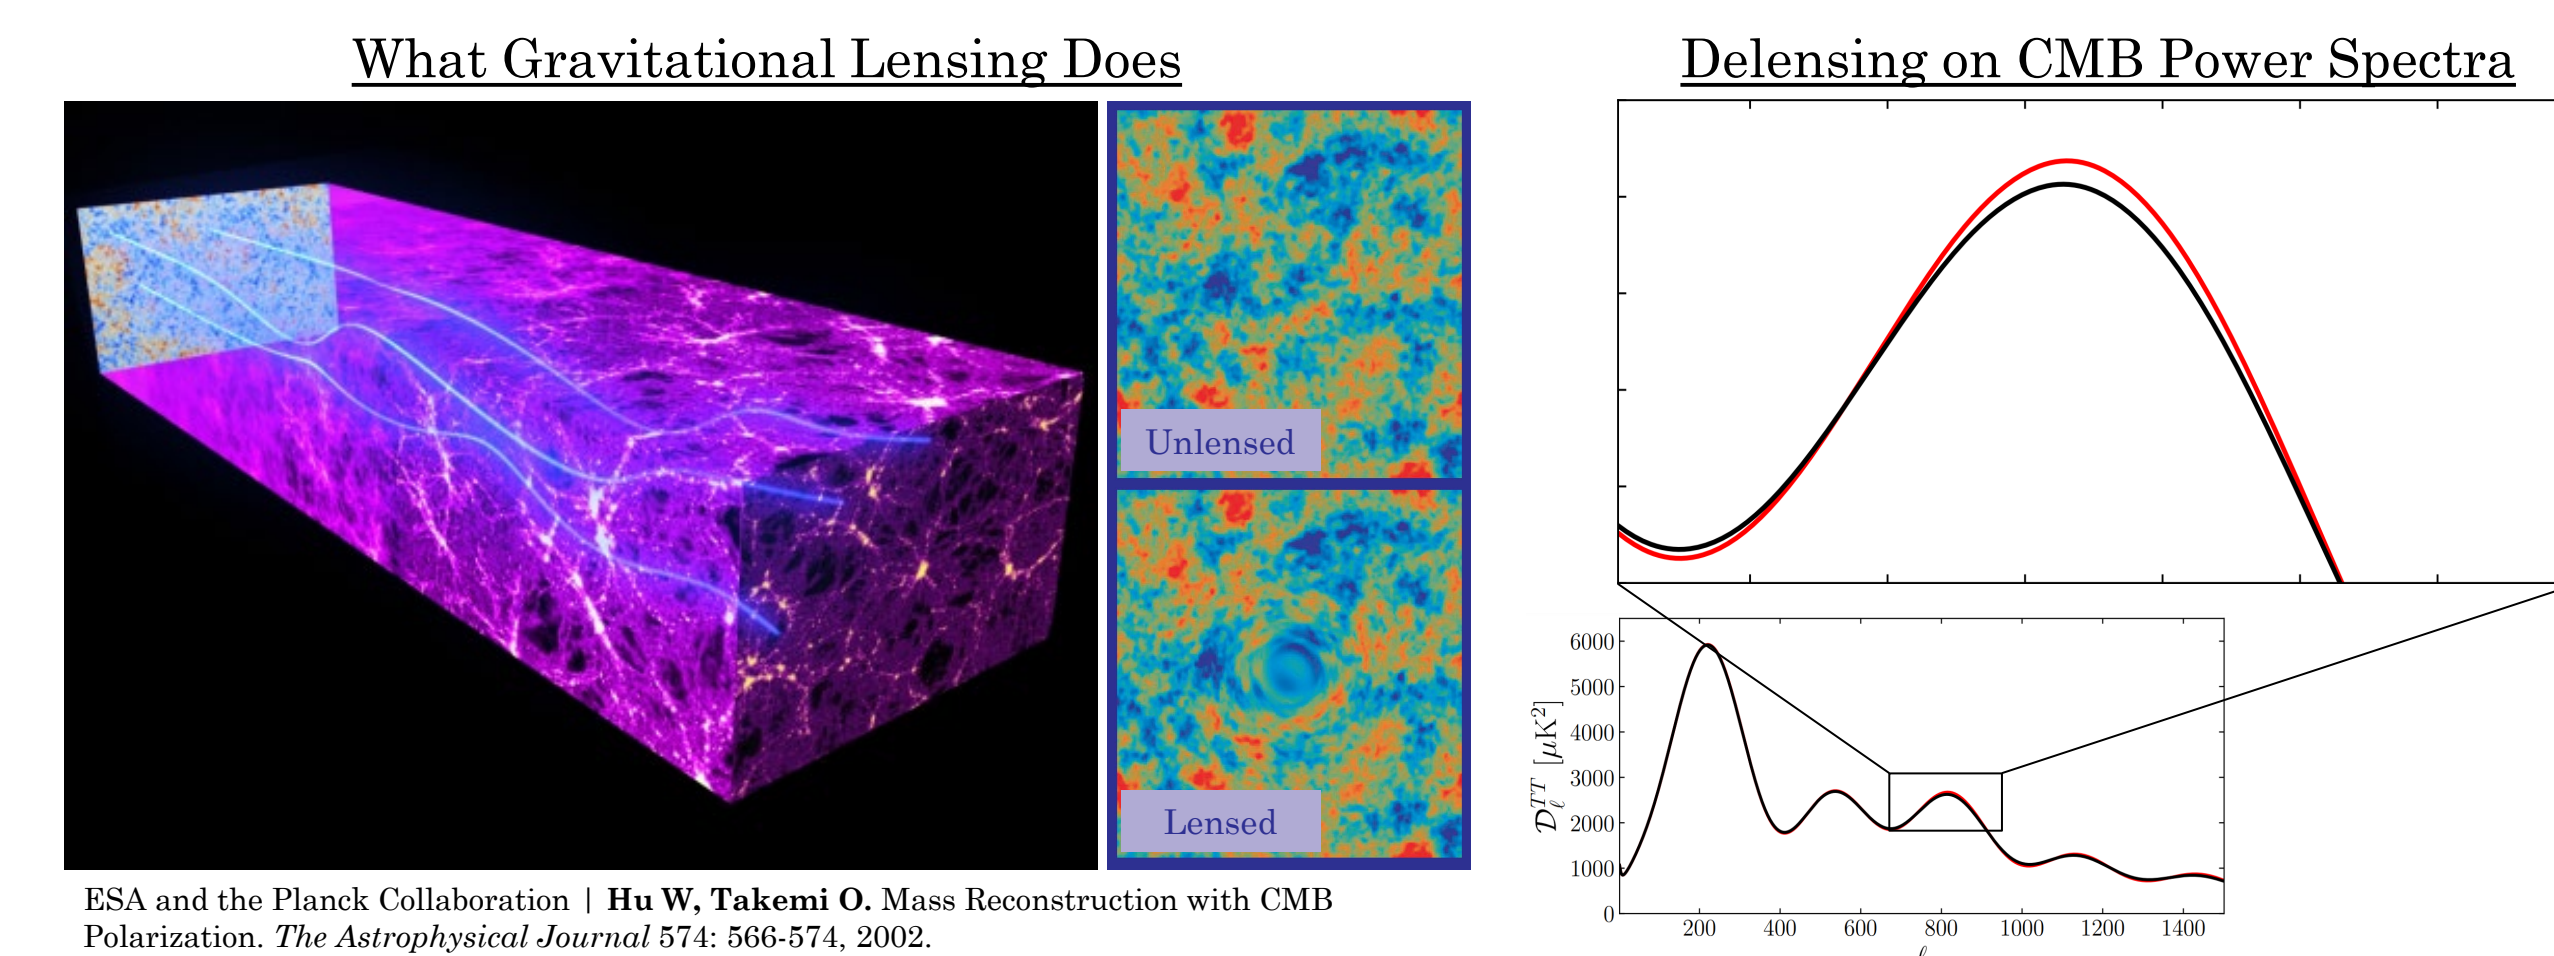 What Gravitational Lensing Does
Unlensed
Lensed
ESA and the Planck Collaboration | Hu W, Takemi O. Mass Reconstruction with CMB
Polarization. The Astrophysical Journal 574: 566-574, 2002.
Delensing on CMB Power Spectra
6000
5000
4000
3000
2000
1000
0
𝒟ℓ^TT [μK²]
200 400 600 800 1000 1200 1400